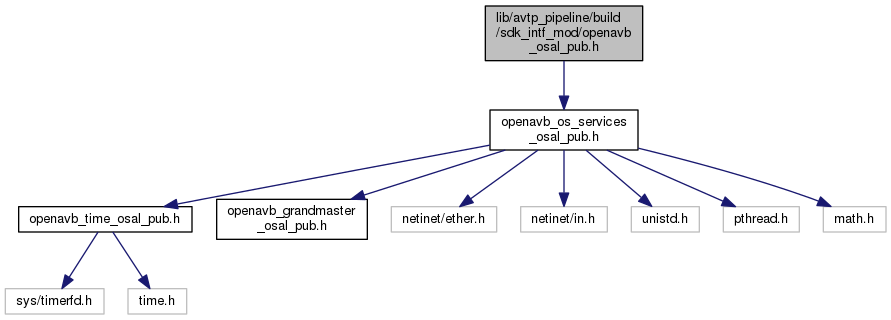 lib/avtp_pipeline/build
/sdk_intf_mod/openavb
_osal_pub.h
openavb_os_services
_osal_pub.h
openavb_time_osal_pub.h
openavb_grandmaster
_osal_pub.h
netinet/ether.h
netinet/in.h
unistd.h
pthread.h
math.h
sys/timerfd.h
time.h